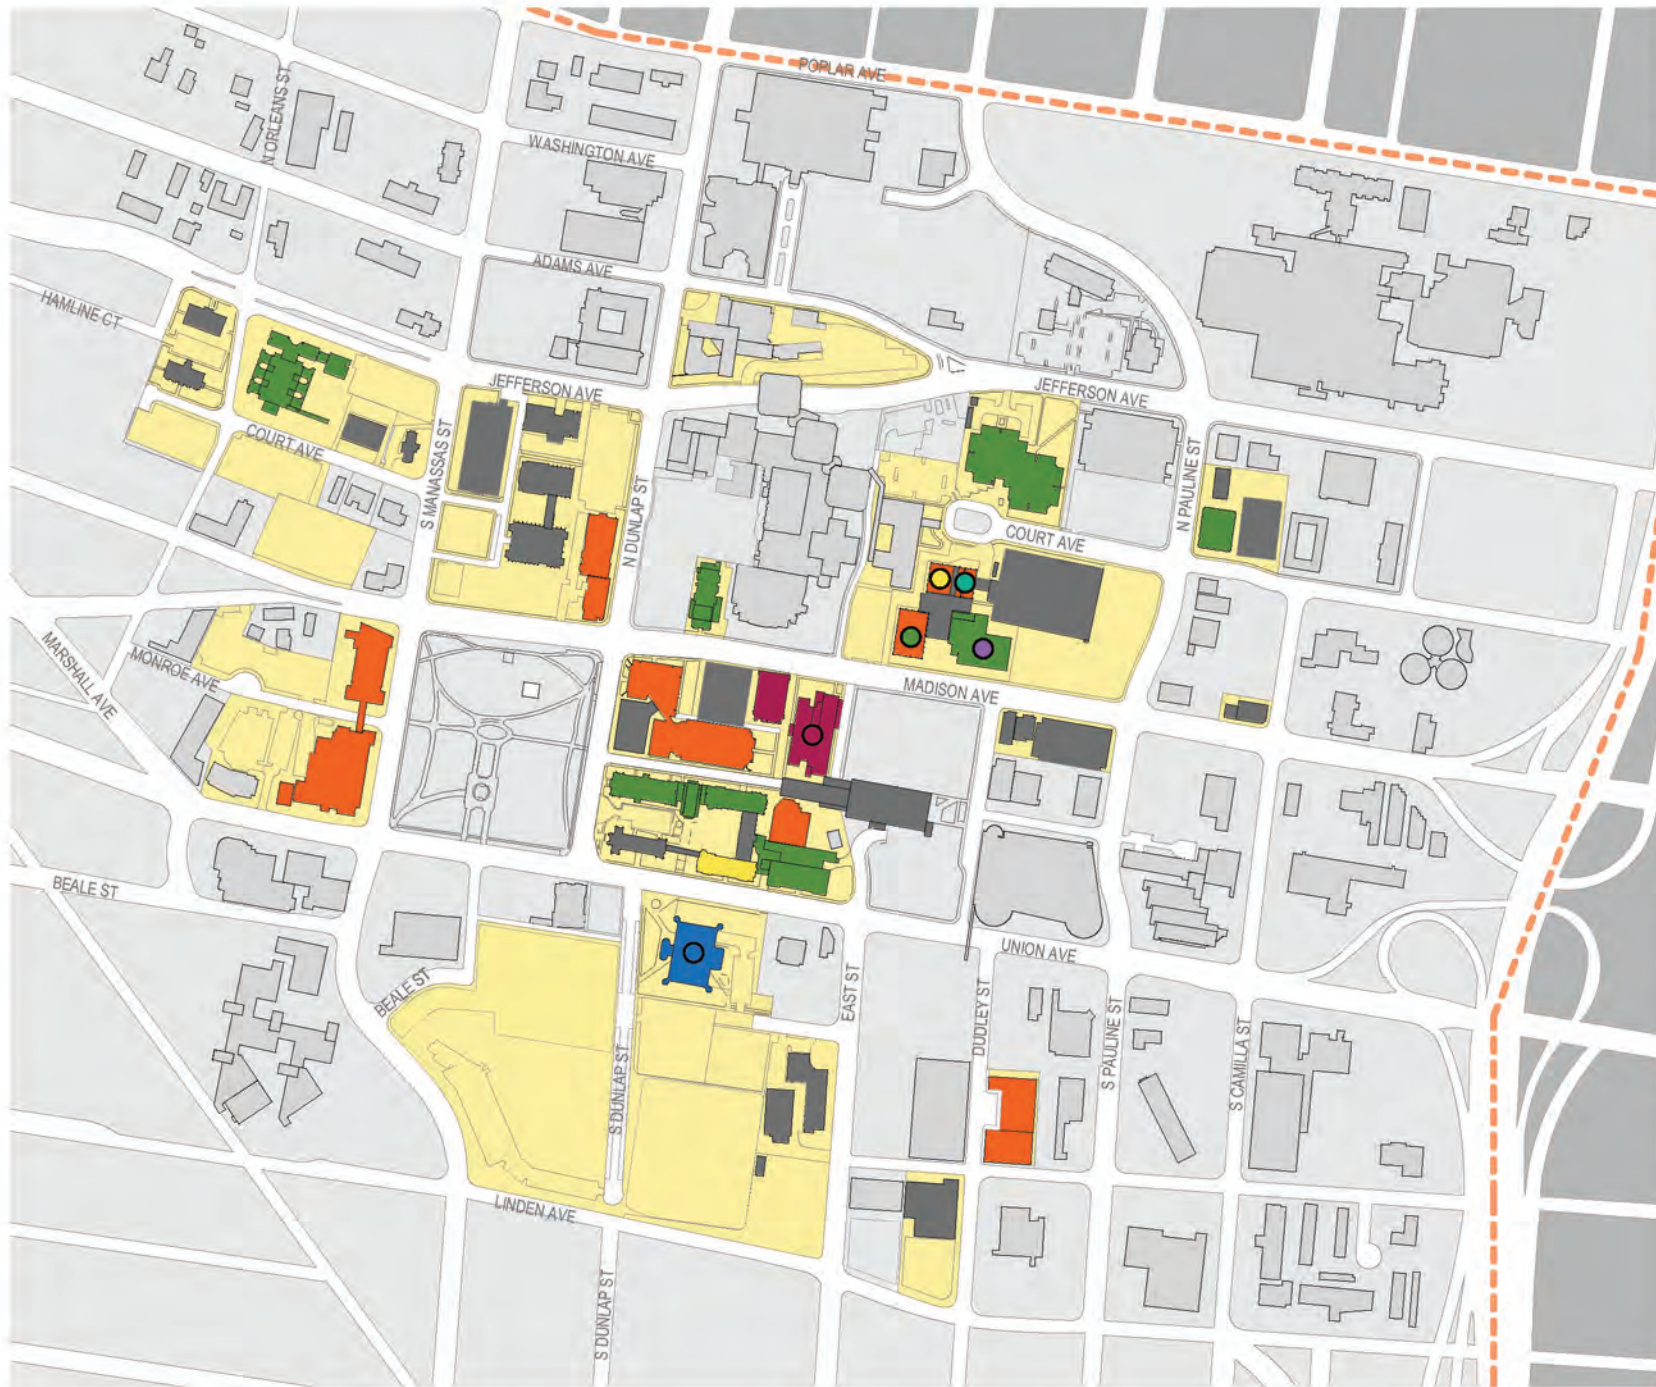 POPLAR AVE
N ORLEANS ST
WASHINGTON AVE
ADAMS AVE
HAMLINE CT
JEFFERSON AVE
JEFFERSON AVE
COURT AVE
S MANASSAS ST
N DUNLAP ST
N PAULINE ST
COURT AVE
MARSHALL AVE
MONROE AVE
MADISON AVE
BEALE ST
UNION AVE
BEALE ST
EAST ST
DUDLEY ST
S PAULINE ST
S CAMILLA ST
S DUNLAP ST
LINDEN AVE
S DUNLAP ST